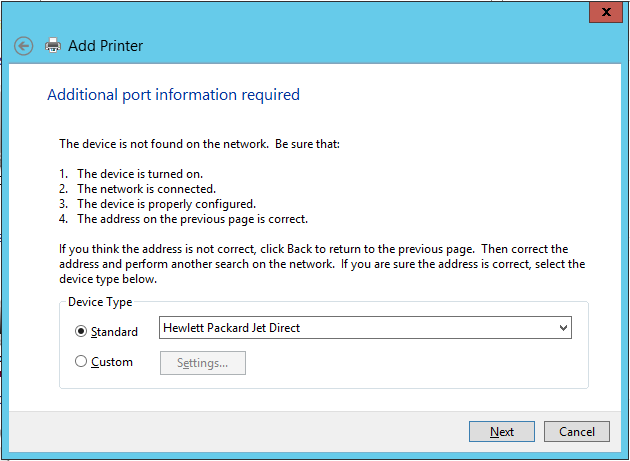 x
Add Printer
Additional port information required
The device is not found on the network.  Be sure that:
1.   The device is turned on.
2.   The network is connected.
3.   The device is properly configured.
4.   The address on the previous page is correct.
If you think the address is not correct, click Back to return to the previous page.  Then correct the
address and perform another search on the network.  If you are sure the address is correct, select the
device type below.
Device Type
Standard
Hewlett Packard Jet Direct
Custom
Settings...
Next
Cancel